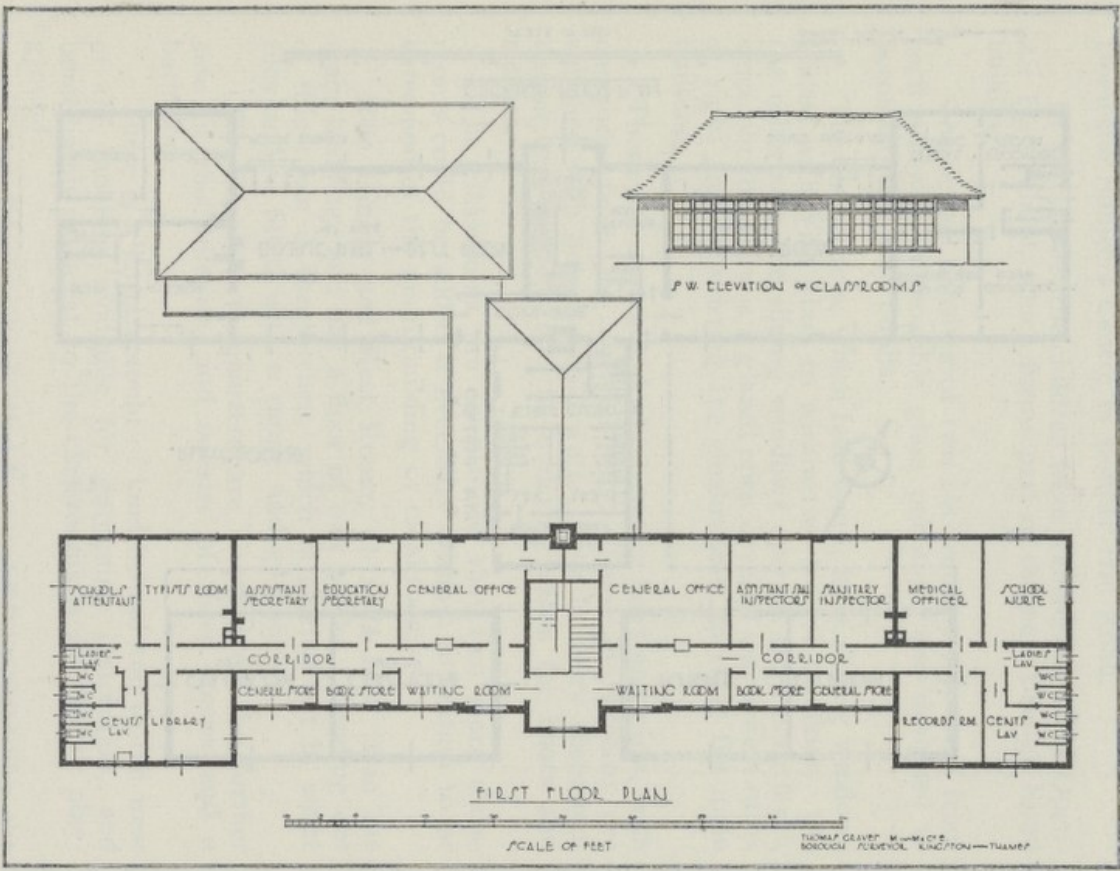 S.W. ELEVATION OF CLASSROOMS
SCHOOLS
ATTENTANT
TYPISTS ROOM
ASSISTANT
SECRETARY
EDUCATION
SECRETARY
GENERAL OFFICE
GENERAL OFFICE
ASSISTANT SAN.
INSPECTORS
SANITARY
INSPECTOR
MEDICAL
OFFICER
SCHOOL
NURSE
LADIES
LAV.
WC
WC
WC
WC
GENTS
LAV.
LIBRARY
CORRIDOR
GENERAL STORE
BOOK STORE
WAITING ROOM
WAITING ROOM
CORRIDOR
BOOK STORE
GENERAL STORE
RECORDS RM.
GENTS
LAV.
LADIES
LAV.
WC
WC
WC
WC
FIRST FLOOR PLAN
SCALE OF FEET
THOMAS GRAVES
BOROUGH SURVEYOR KINGSTON THAMES